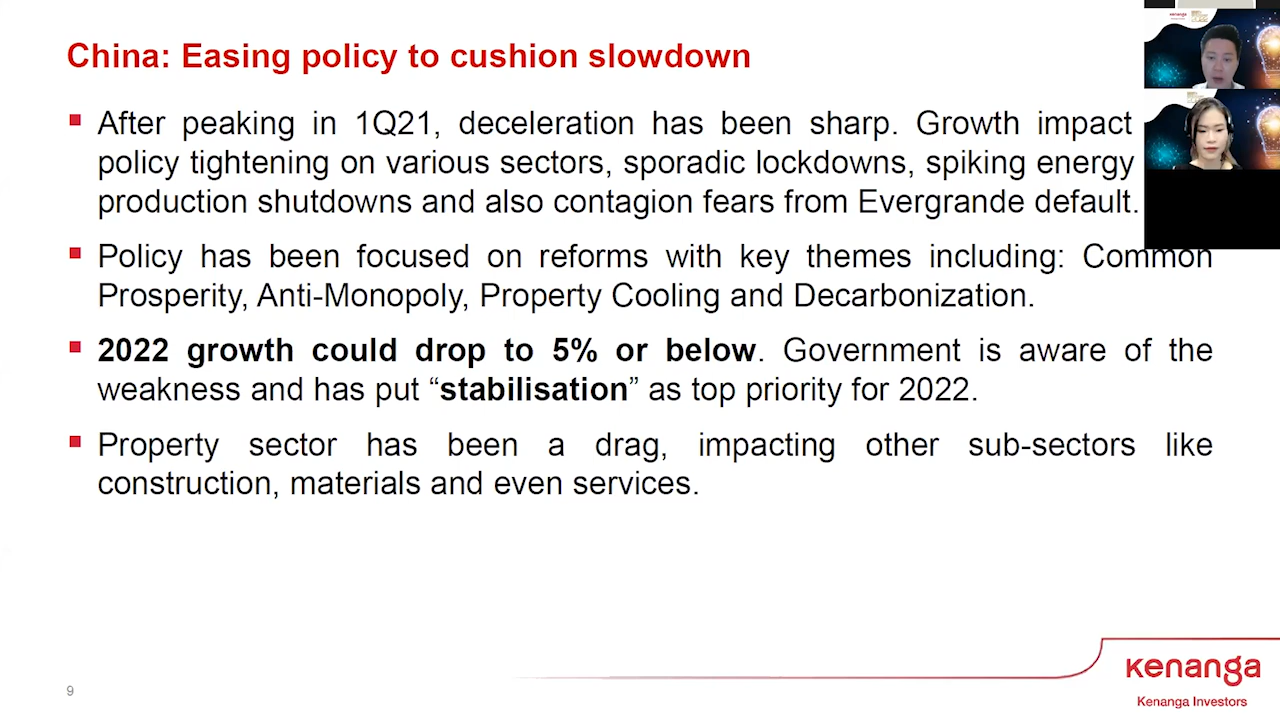 China: Easing policy to cushion slowdown
After peaking in 1Q21, deceleration has been sharp. Growth impact
policy tightening on various sectors, sporadic lockdowns, spiking energy
production shutdowns and also contagion fears from Evergrande default.
Policy has been focused on reforms with key themes including: Common
Prosperity, Anti-Monopoly, Property Cooling and Decarbonization.
2022 growth could drop to 5% or below. Government is aware of the
weakness and has put “stabilisation” as top priority for 2022.
Property sector has been a drag, impacting other sub-sectors like
construction, materials and even services.
9
kenanga
Kenanga Investors